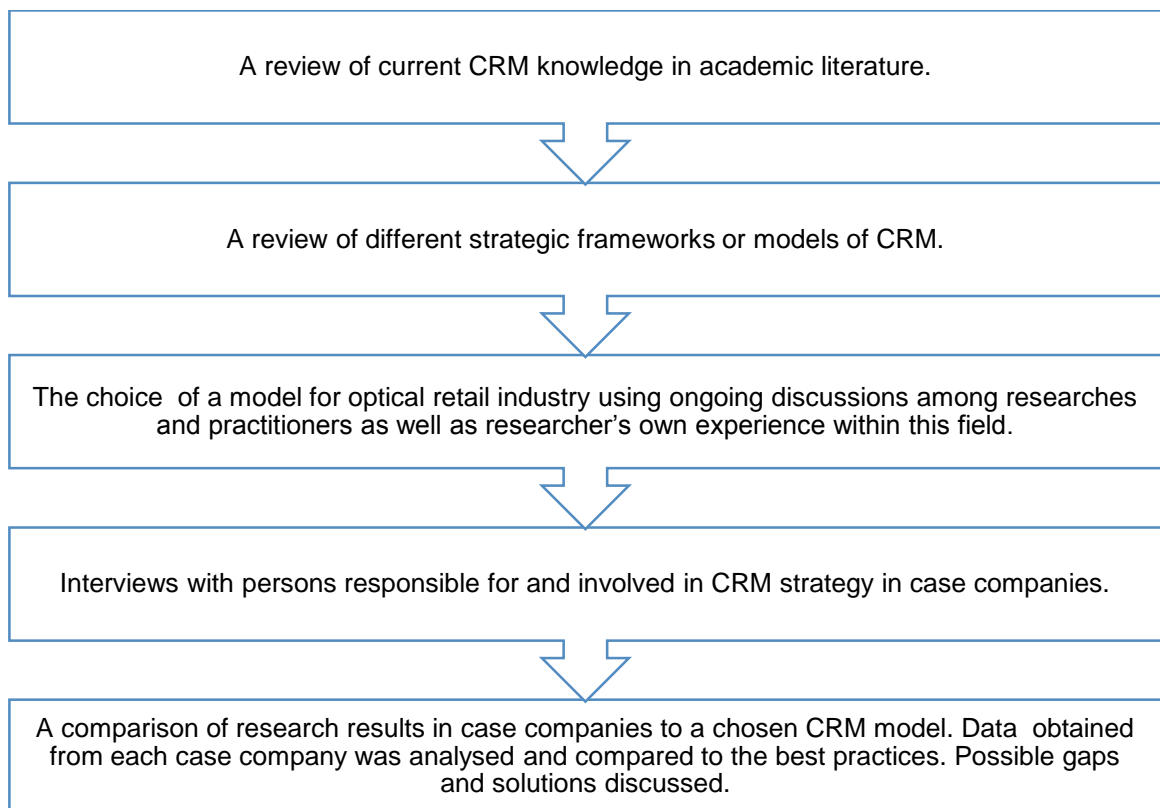 A review of current CRM knowledge in academic literature.
A review of different strategic frameworks or models of CRM.
The choice  of a model for optical retail industry using ongoing discussions among researches
and practitioners as well as researcher's own experience within this field.
Interviews with persons responsible for and involved in CRM strategy in case companies.
A comparison of research results in case companies to a chosen CRM model. Data  obtained
from each case company was analysed and compared to the best practices. Possible gaps
and solutions discussed.